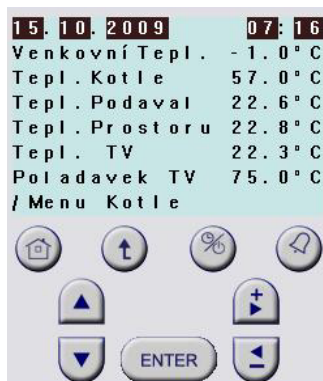 15. 10. 2009 07: 16
Venkovní Tepl. -1.0°C
Tepl. Kotle 57.0°C
Tepl. Podaval 22.6°C
Tepl. Prostoru 22.8°C
Tepl. TV 22.3°C
Poladavek TV 75.0°C
/Menu Kotle
ENTER